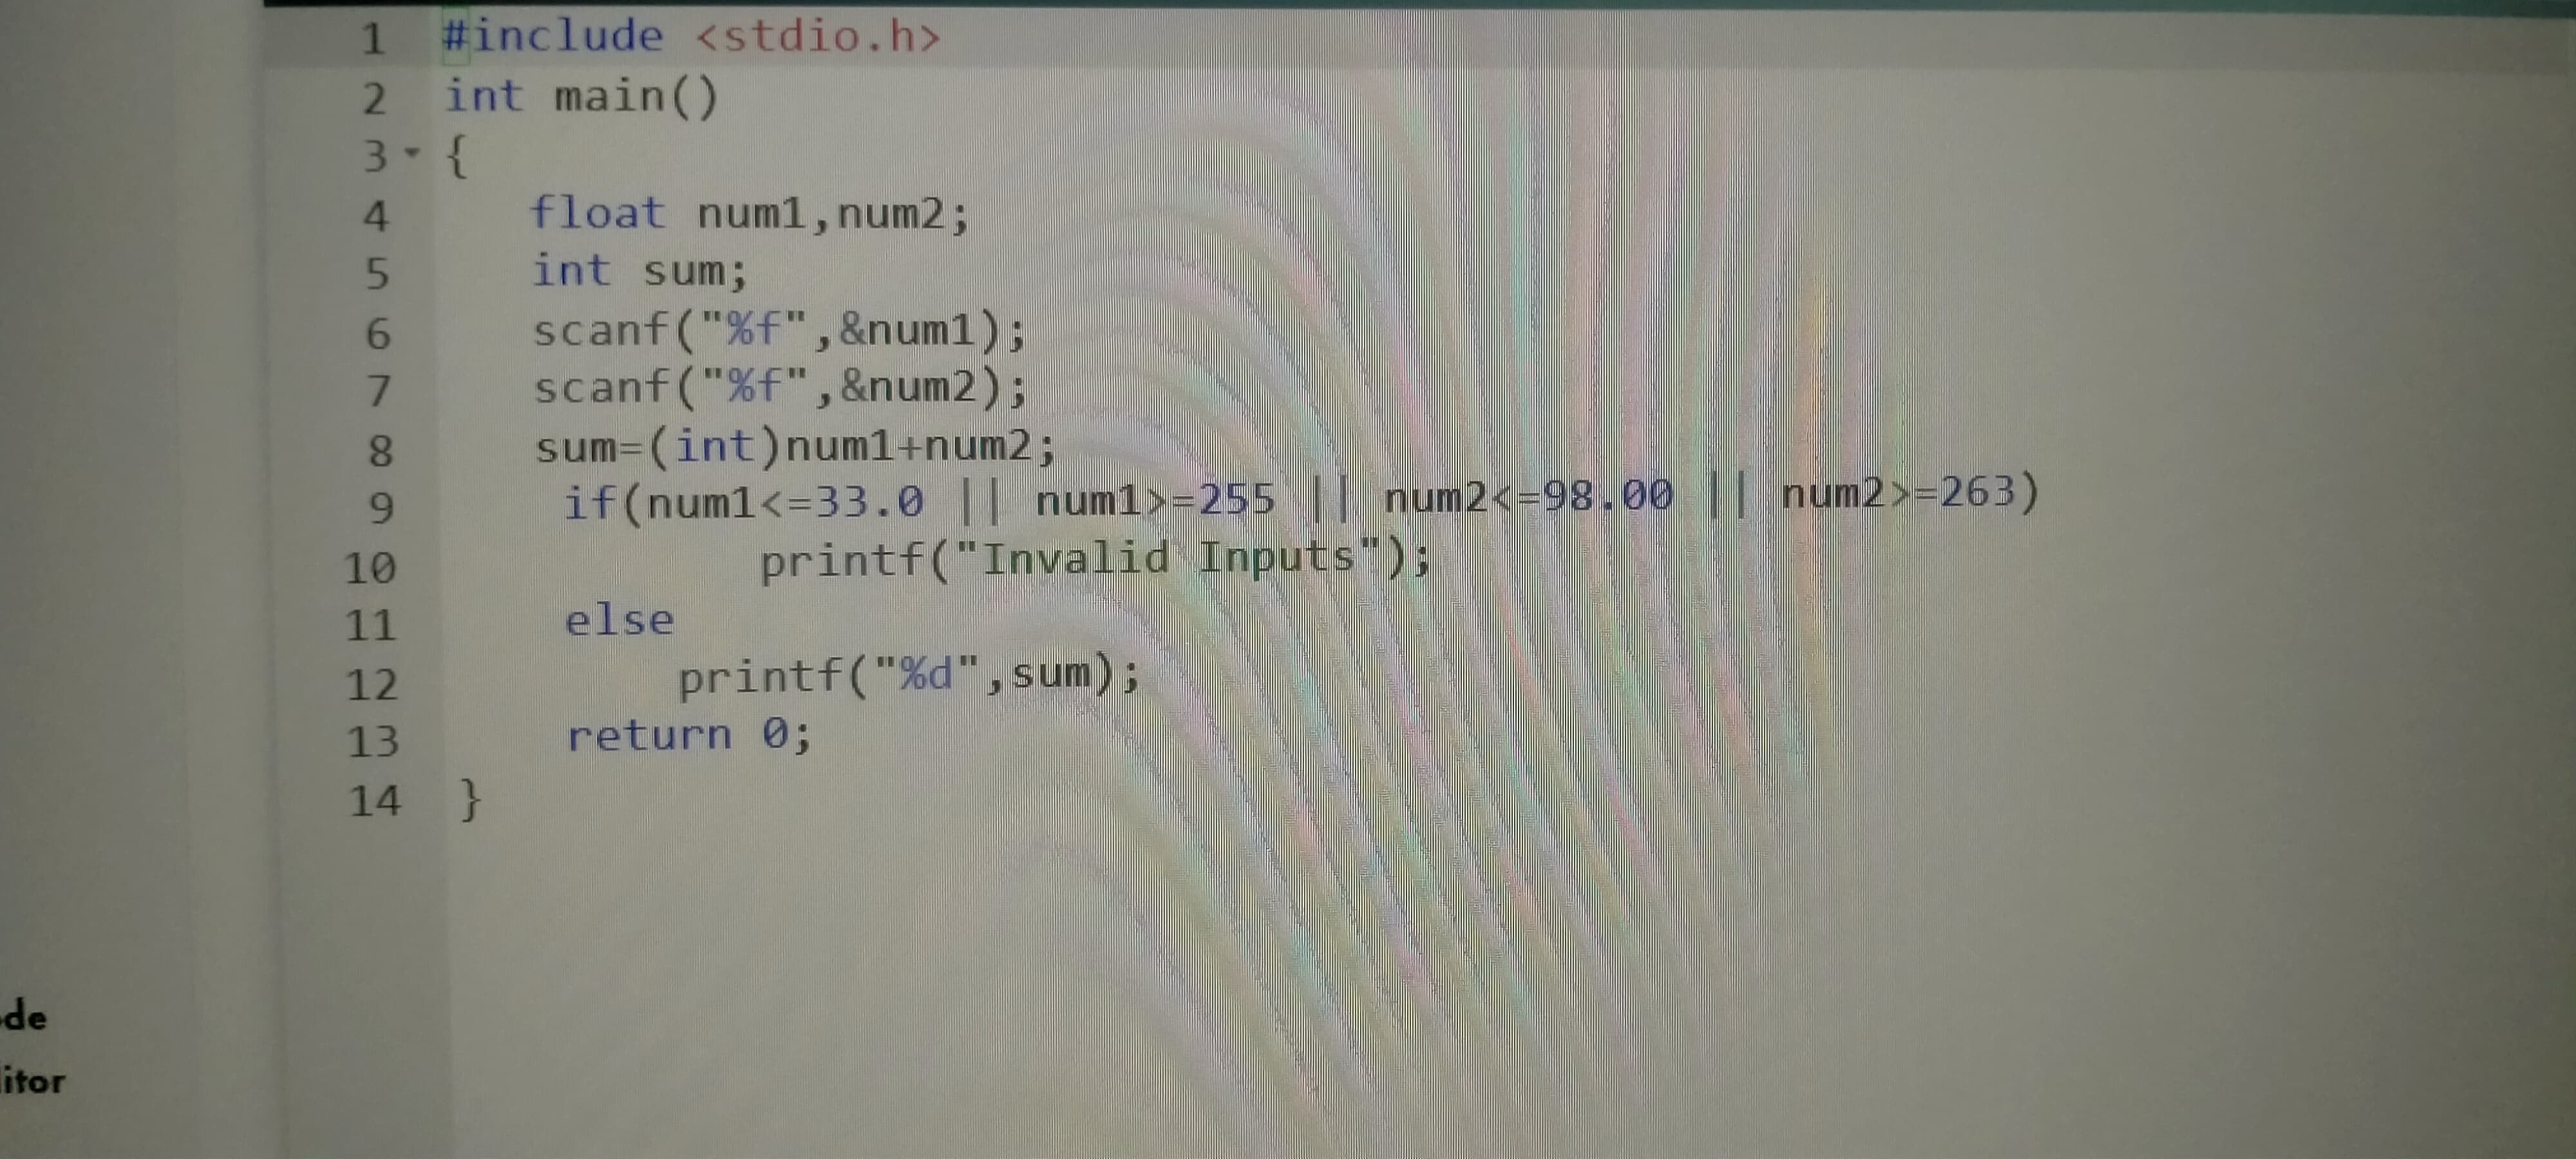 1 #include <stdio.h>
2 int main()
3 {
4 float num1,num2;
5 int sum;
6 scanf("%f",&num1);
7 scanf("%f",&num2);
8 sum=(int)num1+num2;
9 if(num1<=33.0 || num1>=255 || num2<=98.00 || num2>=263)
10 printf("Invalid Inputs");
11 else
12 printf("%d",sum);
13 return 0;
14 }
de
itor